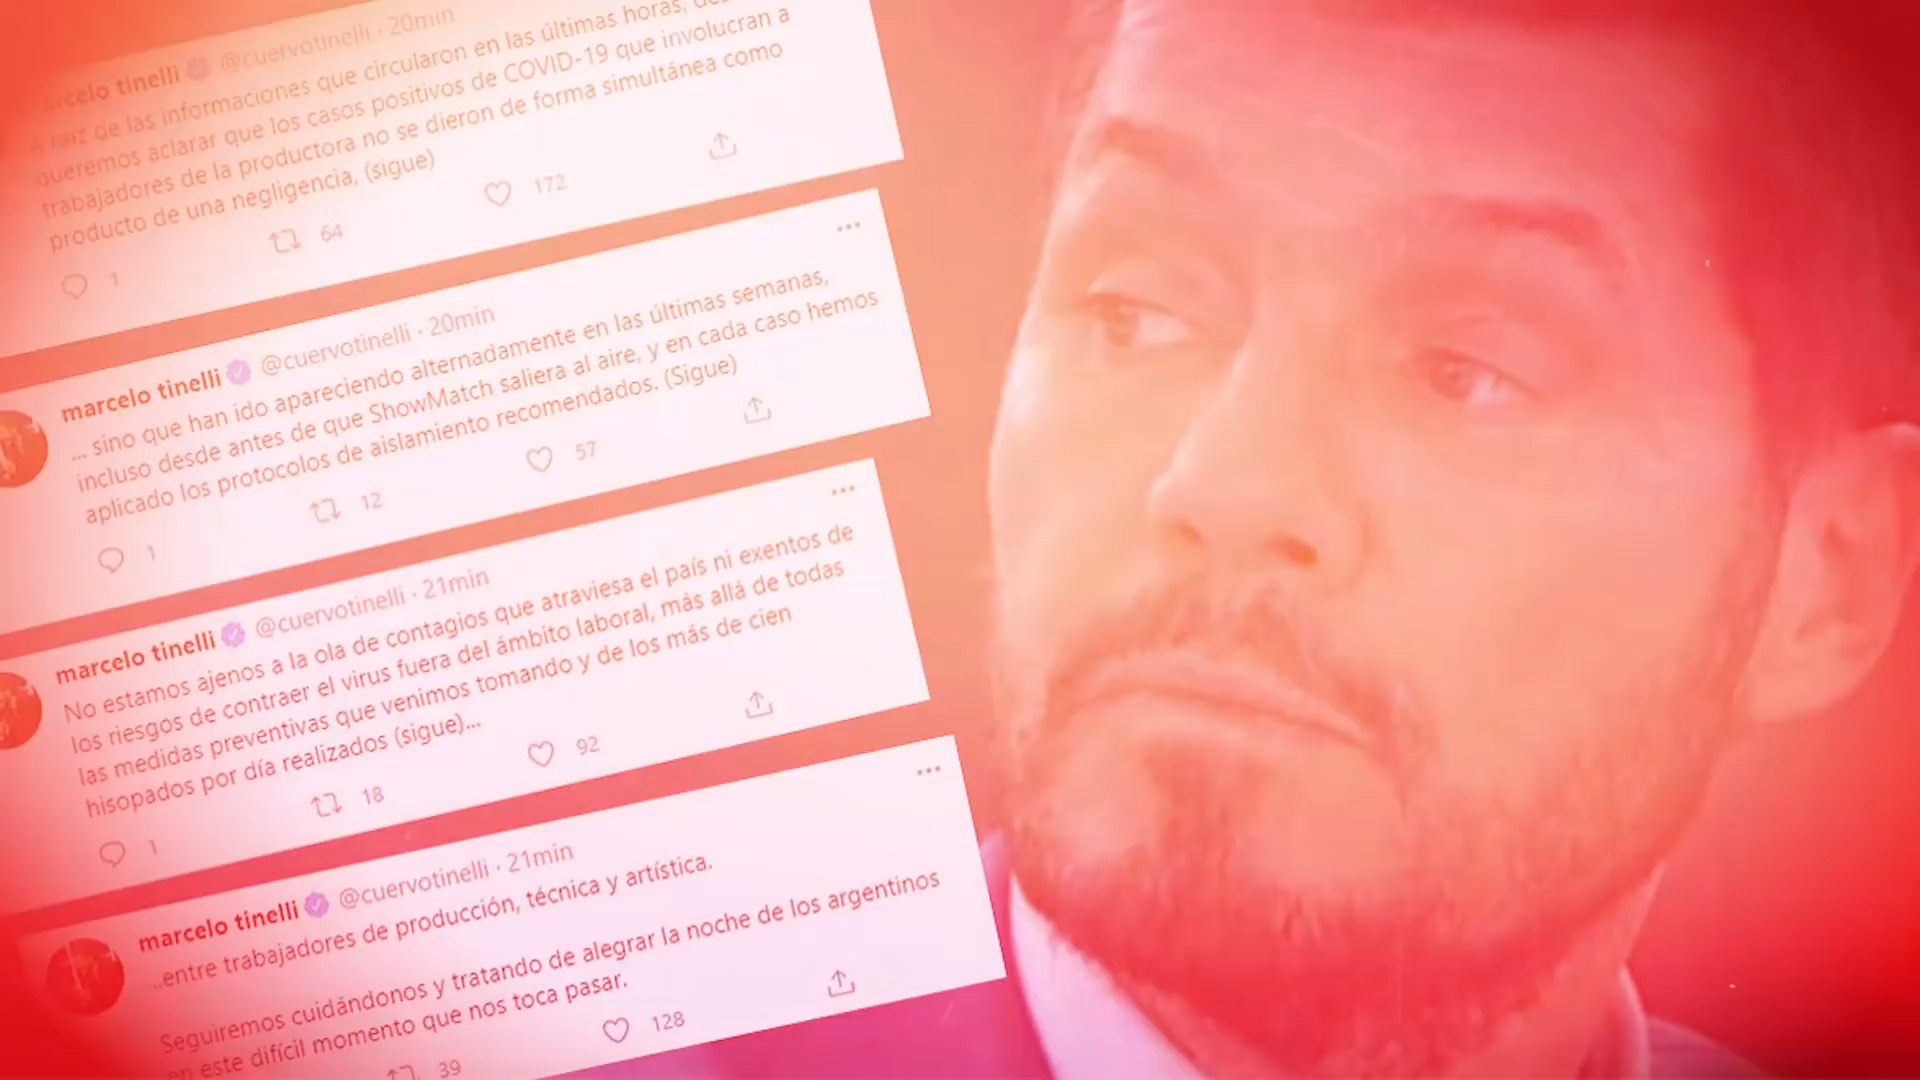 marcelo tinelli @cuervotinelli · 20min
A raíz de las informaciones que circularon en las últimas horas,
queremos aclarar que los casos positivos de COVID-19 que involucran a
trabajadores de la productora no se dieron de forma simultánea como
producto de una negligencia, (sigue)
1 64 172
marcelo tinelli @cuervotinelli · 20min
... sino que han ido apareciendo alternadamente en las últimas semanas,
incluso desde antes de que ShowMatch saliera al aire, y en cada caso hemos
aplicado los protocolos de aislamiento recomendados. (Sigue)
1 12 57
marcelo tinelli @cuervotinelli · 21min
No estamos ajenos a la ola de contagios que atraviesa el país ni exentos de
los riesgos de contraer el virus fuera del ámbito laboral, más allá de todas
las medidas preventivas que venimos tomando y de los más de cien
hisopados por día realizados (sigue)...
1 18 92
marcelo tinelli @cuervotinelli · 21min
...entre trabajadores de producción, técnica y artística.
Seguiremos cuidándonos y tratando de alegrar la noche de los argentinos
en este difícil momento que nos toca pasar.
39 128